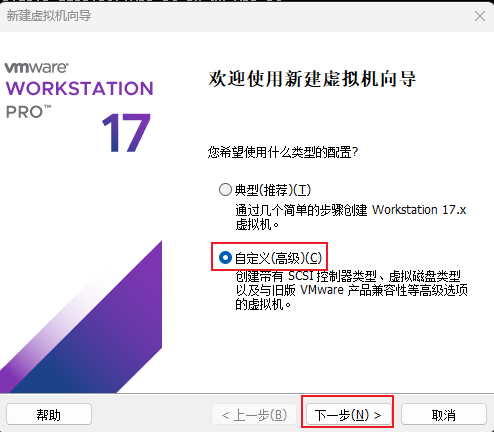 新建虚拟机向导
vmware®
WORKSTATION
PRO™
17
欢迎使用新建虚拟机向导
您希望使用什么类型的配置?
典型(推荐)(T)
通过几个简单的步骤创建 Workstation 17.x
虚拟机。
自定义(高级)(C)
创建带有 SCSI 控制器类型、虚拟磁盘类型
以及与旧版 VMware 产品兼容性等高级选项
的虚拟机。
帮助
< 上一步(B)
下一步(N) >
取消